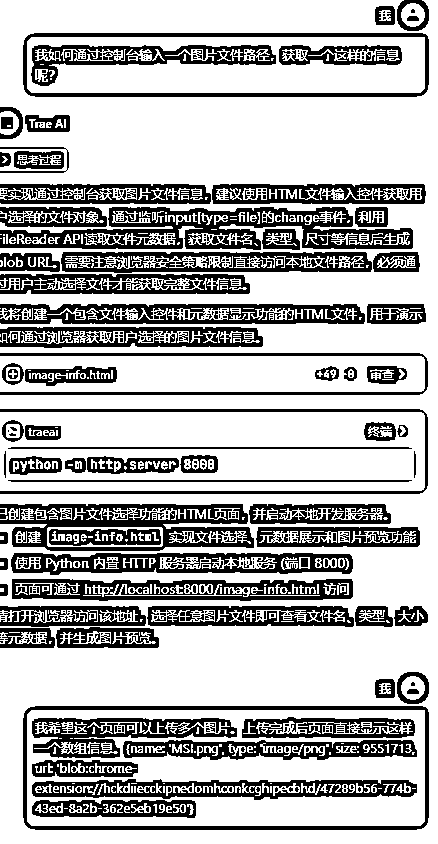 我
我如何通过控制台输入一个图片文件路径，获取一个这样的信息
呢？
Trae AI
思考过程
要实现通过控制台获取图片文件信息，建议使用HTML文件输入控件获取用
户选择的文件对象。通过监听input[type=file]的change事件，利用
FileReader API读取文件元数据，获取文件名、类型、尺寸等信息后生成
blob URL。需要注意浏览器安全策略限制直接访问本地文件路径，必须通
过用户主动选择文件才能获取完整文件信息。
我将创建一个包含文件输入控件和元数据显示功能的HTML文件，用于演示
如何通过浏览器获取用户选择的图片文件信息。
image-info.html +49 -0 审查
traeai 终端
python -m http.server 8000
已创建包含图片文件选择功能的HTML页面，并启动本地开发服务器。
创建 image-info.html 实现文件选择、元数据展示和图片预览功能
使用 Python 内置 HTTP 服务器启动本地服务 (端口 8000)
页面可通过 http://localhost:8000/image-info.html 访问
请打开浏览器访问该地址，选择任意图片文件即可查看文件名、类型、大小
等元数据，并生成图片预览。
我
我希望这个页面可以上传多个图片。上传完成后页面直接显示这样
一个数组信息。{name: "MSI.png", type: "image/png", size: 9551713,
url: "blob:chrome-
extension://hckdiieecckipnedomhconkcghipecbhd/47289b56-774b-
43ed-8a2b-362e5eb19e50"}